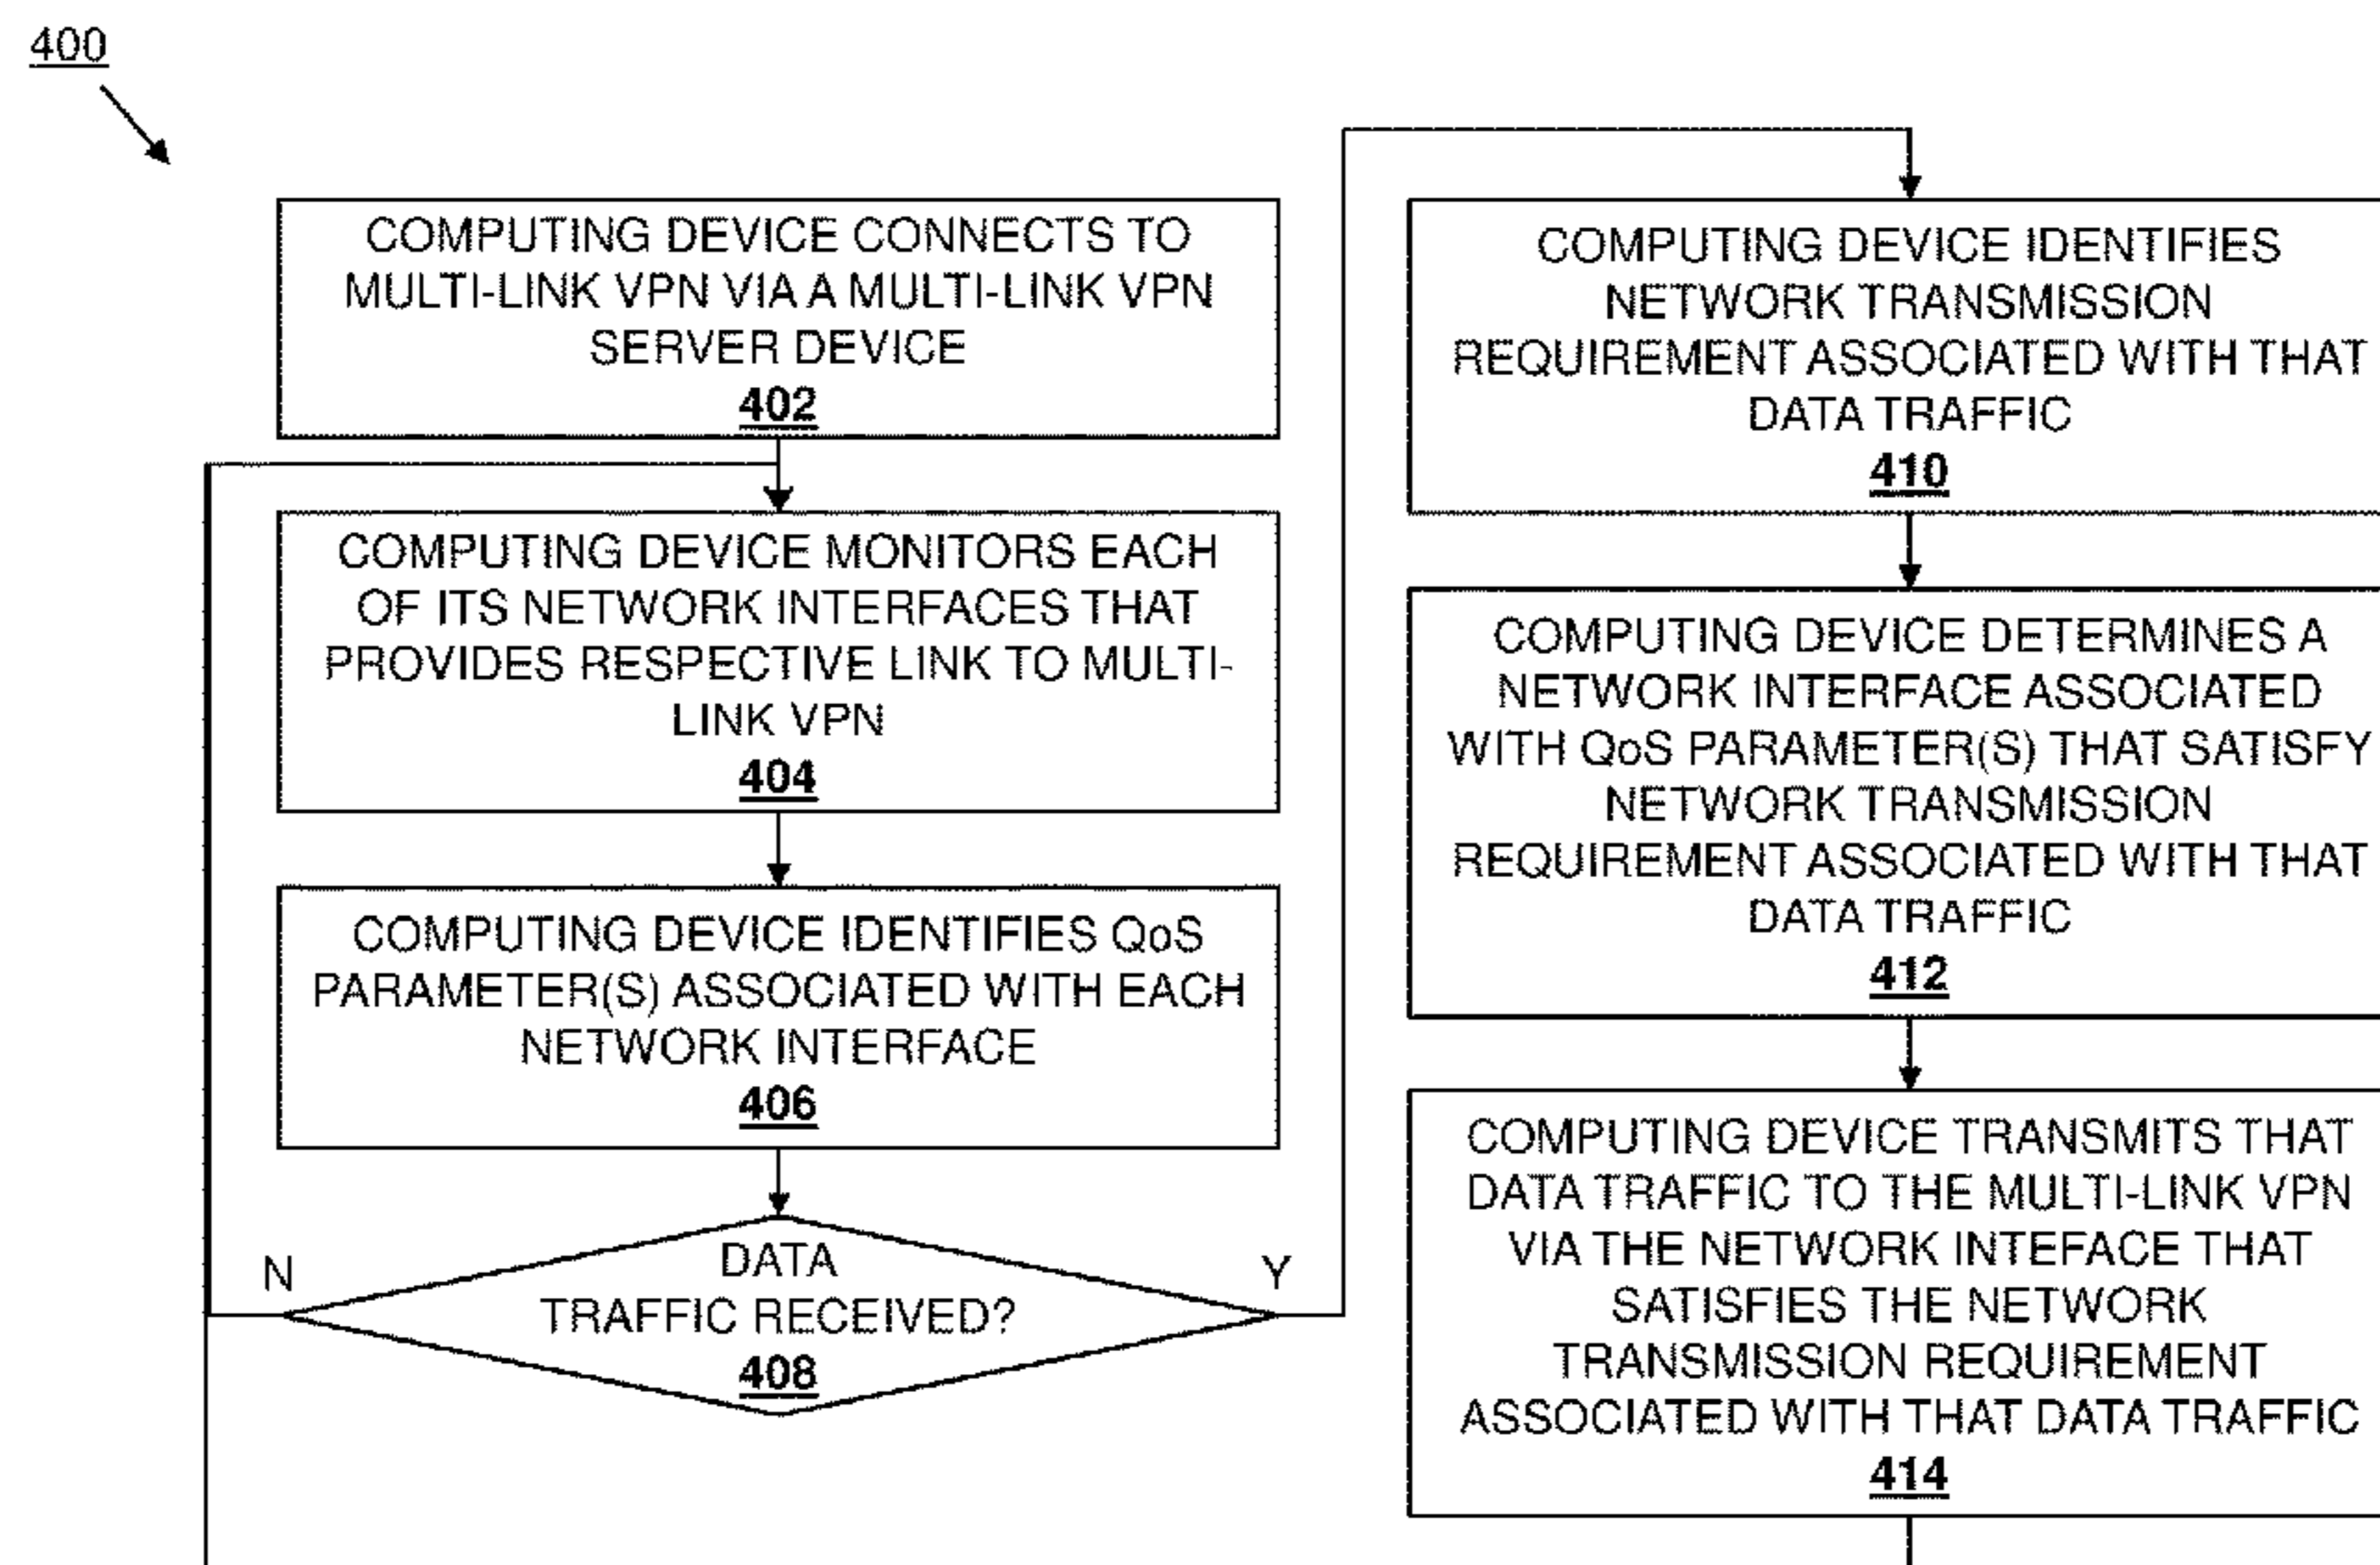 400
COMPUTING DEVICE CONNECTS TO
MULTI-LINK VPN VIA A MULTI-LINK VPN
SERVER DEVICE
402
COMPUTING DEVICE MONITORS EACH
OF ITS NETWORK INTERFACES THAT
PROVIDES RESPECTIVE LINK TO MULTI-
LINK VPN
404
COMPUTING DEVICE IDENTIFIES QoS
PARAMETER(S) ASSOCIATED WITH EACH
NETWORK INTERFACE
406
N
DATA
TRAFFIC RECEIVED?
408
Y
COMPUTING DEVICE IDENTIFIES
NETWORK TRANSMISSION
REQUIREMENT ASSOCIATED WITH THAT
DATA TRAFFIC
410
COMPUTING DEVICE DETERMINES A
NETWORK INTERFACE ASSOCIATED
WITH QoS PARAMETER(S) THAT SATISFY
NETWORK TRANSMISSION
REQUIREMENT ASSOCIATED WITH THAT
DATA TRAFFIC
412
COMPUTING DEVICE TRANSMITS THAT
DATA TRAFFIC TO THE MULTI-LINK VPN
VIA THE NETWORK INTEFACE THAT
SATISFIES THE NETWORK
TRANSMISSION REQUIREMENT
ASSOCIATED WITH THAT DATA TRAFFIC
414